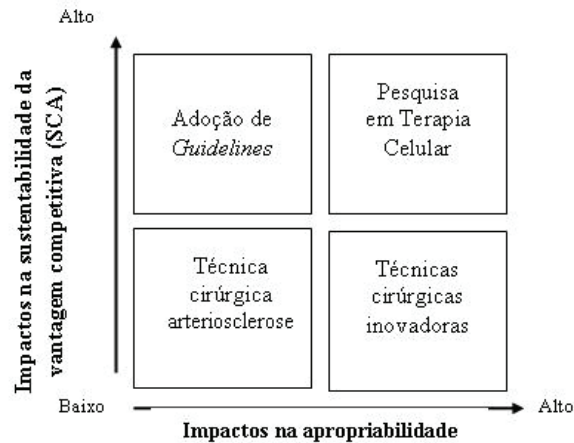 Alto
Impactos na sustentabilidade da
vantagem competitiva (SCA)
Adoção de
Guidelines
Pesquisa
em Terapia
Celular
Técnica
cirúrgica
arteriosclerose
Técnicas
cirúrgicas
inovadoras
Baixo
Alto
Impactos na apropriabilidade